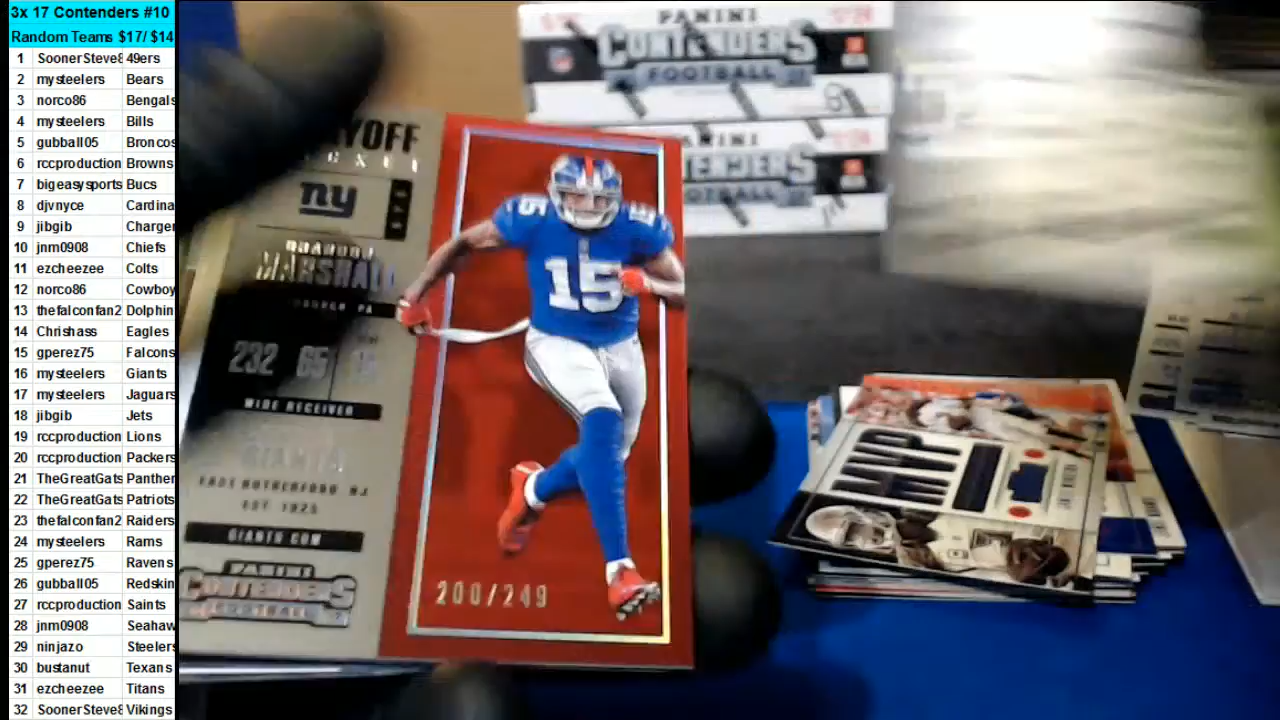 3x 17 Contenders #10
Random Teams $17/ $14
1 SoonerSteve8 49ers
2 mysteelers Bears
3 norco86 Bengals
4 mysteelers Bills
5 gubball05 Broncos
6 rccproduction Browns
7 bigeasysports Bucs
8 djvnyce Cardina
9 jibgib Charge
10 jnm0908 Chiefs
11 ezcheezee Colts
12 norco86 Cowboy
13 thefalconfan2 Dolphin
14 Chrishass Eagles
15 gperez75 Falcons
16 mysteelers Giants
17 mysteelers Jaguars
18 jibgib Jets
19 rccproduction Lions
20 rccproduction Packers
21 TheGreatGats Panther
22 TheGreatGats Patriots
23 thefalconfan2 Raiders
24 mysteelers Rams
25 gperez75 Ravens
26 gubball05 Redskin
27 rccproduction Saints
28 jnm0908 Seahaw
29 ninjazo Steelers
30 bustanut Texans
31 ezcheezee Titans
32 SoonerSteve8 Vikings
PANINI
CONTENDERS
FOOTBALL
PANINI
ny
MARSHALL
232 65
WIDE RECEIVER
GIANTS
EAST RUTHERFORD NJ
EST. 1925
GIANTS.COM
PANINI
CONTENDERS
FOOTBALL
15
15
200/249